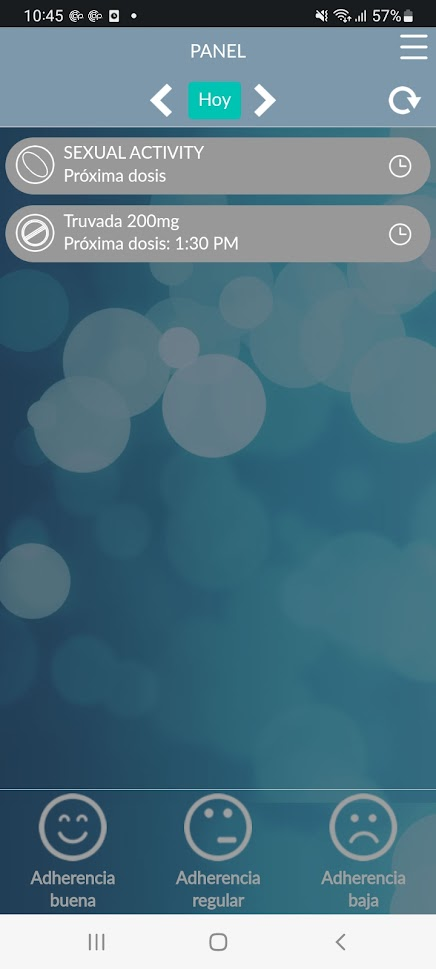 10:45 57%
PANEL
Hoy
SEXUAL ACTIVITY
Próxima dosis
Truvada 200mg
Próxima dosis: 1:30 PM
Adherencia buena
Adherencia regular
Adherencia baja